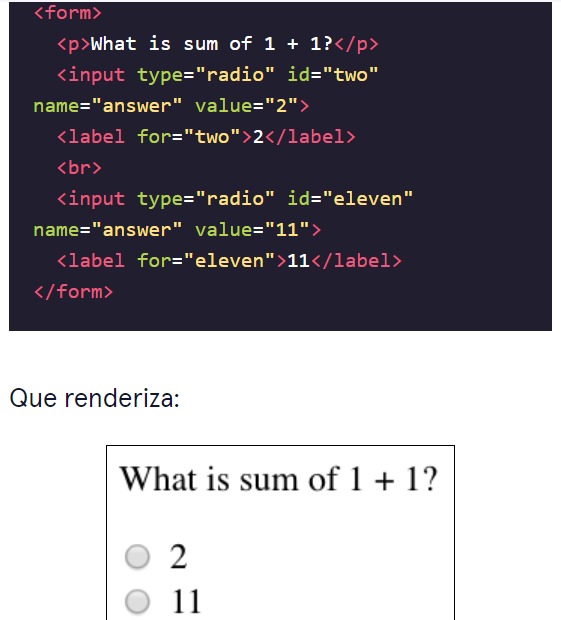 <form>
<p>What is sum of 1 + 1?</p>
<input type="radio" id="two"
name="answer" value="2">
<label for="two">2</label>
<br>
<input type="radio" id="eleven"
name="answer" value="11">
<label for="eleven">11</label>
</form>
Que renderiza:
What is sum of 1 + 1?
2
11